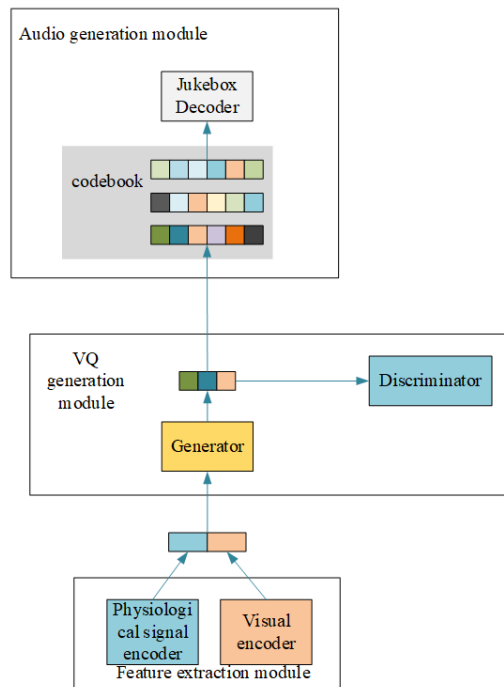 Audio generation module
Jukebox
Decoder
codebook
VQ
generation
module
Discriminator
Generator
Physiologi
cal signal
encoder
Visual
encoder
Feature extraction module